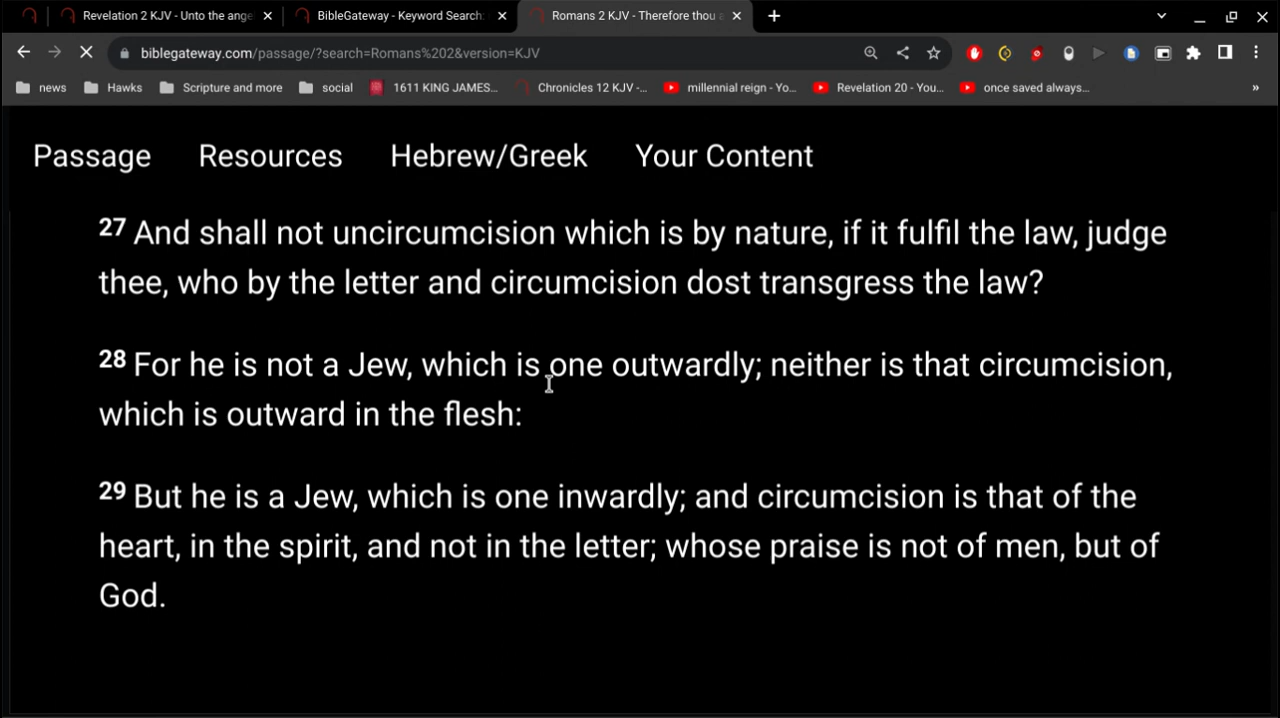 Revelation 2 KJV - Unto the ange
BibleGateway - Keyword Search:
Romans 2 KJV - Therefore thou a
biblegateway.com/passage/?search=Romans%202&version=KJV
news
Hawks
Scripture and more
social
1611 KING JAMES...
Chronicles 12 KJV -...
millennial reign - Yo...
Revelation 20 - You...
once saved always...
Passage
Resources
Hebrew/Greek
Your Content
27 And shall not uncircumcision which is by nature, if it fulfil the law, judge
thee, who by the letter and circumcision dost transgress the law?
28 For he is not a Jew, which is one outwardly; neither is that circumcision,
which is outward in the flesh:
29 But he is a Jew, which is one inwardly; and circumcision is that of the
heart, in the spirit, and not in the letter; whose praise is not of men, but of
God.